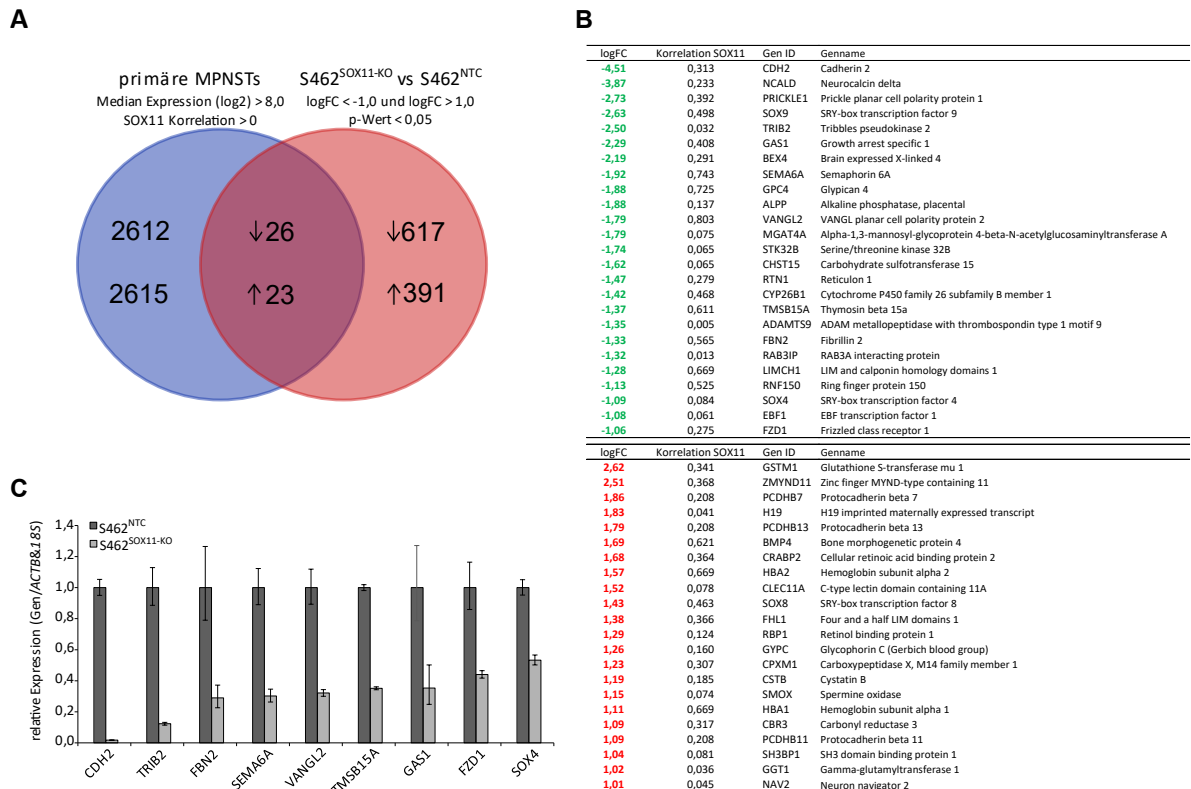 A
primäre MPNSTs
Median Expression (log2) > 8,0
SOX11 Korrelation > 0
S462SOX11-KO vs S462NTC
logFC < -1,0 und logFC > 1,0
p-Wert < 0,05
2612 ↓26 ↓617
2615 ↑23 ↑391
B
logFC Korrelation SOX11 Gen ID Genname
-4,51 0,313 CDH2 Cadherin 2
-3,87 0,233 NCALD Neurocalcin delta
-2,73 0,392 PRICKLE1 Prickle planar cell polarity protein 1
-2,63 0,498 SOX9 SRY-box transcription factor 9
-2,50 0,032 TRIB2 Tribbles pseudokinase 2
-2,29 0,408 GAS1 Growth arrest specific 1
-2,19 0,291 BEX4 Brain expressed X-linked 4
-1,92 0,743 SEMA6A Semaphorin 6A
-1,88 0,725 GPC4 Glypican 4
-1,88 0,137 ALPP Alkaline phosphatase, placental
-1,79 0,803 VANGL2 VANGL planar cell polarity protein 2
-1,79 0,075 MGAT4A Alpha-1,3-mannosyl-glycoprotein 4-beta-N-acetylglucosaminyltransferase A
-1,74 0,065 STK32B Serine/threonine kinase 32B
-1,62 0,065 CHST15 Carbohydrate sulfotransferase 15
-1,47 0,279 RTN1 Reticulon 1
-1,42 0,468 CYP26B1 Cytochrome P450 family 26 subfamily B member 1
-1,37 0,611 TMSB15A Thymosin beta 15a
-1,35 0,005 ADAMTS9 ADAM metallopeptidase with thrombospondin type 1 motif 9
-1,33 0,565 FBN2 Fibrillin 2
-1,32 0,013 RAB3IP RAB3A interacting protein
-1,28 0,669 LIMCH1 LIM and calponin homology domains 1
-1,13 0,525 RNF150 Ring finger protein 150
-1,09 0,084 SOX4 SRY-box transcription factor 4
-1,08 0,061 EBF1 EBF transcription factor 1
-1,06 0,275 FZD1 Frizzled class receptor 1
logFC Korrelation SOX11 Gen ID Genname
2,62 0,341 GSTM1 Glutathione S-transferase mu 1
2,51 0,368 ZMYND11 Zinc finger MYND-type containing 11
1,86 0,208 PCDHB7 Protocadherin beta 7
1,83 0,041 H19 H19 imprinted maternally expressed transcript
1,79 0,208 PCDHB13 Protocadherin beta 13
1,69 0,621 BMP4 Bone morphogenetic protein 4
1,68 0,364 CRABP2 Cellular retinoic acid binding protein 2
1,57 0,669 HBA2 Hemoglobin subunit alpha 2
1,52 0,078 CLEC11A C-type lectin domain containing 11A
1,43 0,463 SOX8 SRY-box transcription factor 8
1,38 0,366 FHL1 Four and a half LIM domains 1
1,29 0,124 RBP1 Retinol binding protein 1
1,26 0,160 GYPC Glycophorin C (Gerbich blood group)
1,23 0,307 CPXM1 Carboxypeptidase X, M14 family member 1
1,19 0,185 CSTB Cystatin B
1,15 0,074 SMOX Spermine oxidase
1,11 0,669 HBA1 Hemoglobin subunit alpha 1
1,09 0,317 CBR3 Carbonyl reductase 3
1,09 0,208 PCDHB11 Protocadherin beta 11
1,04 0,081 SH3BP1 SH3 domain binding protein 1
1,02 0,036 GGT1 Gamma-glutamyltransferase 1
1,01 0,045 NAV2 Neuron navigator 2
C
relative Expression (Gen/ACTB&18S)
S462NTC
S462SOX11-KO
1,4
1,2
1,0
0,8
0,6
0,4
0,2
0,0
CDH2 TRIB2 FBN2 SEMA6A VANGL2 TMSB15A GAS1 FZD1 SOX4